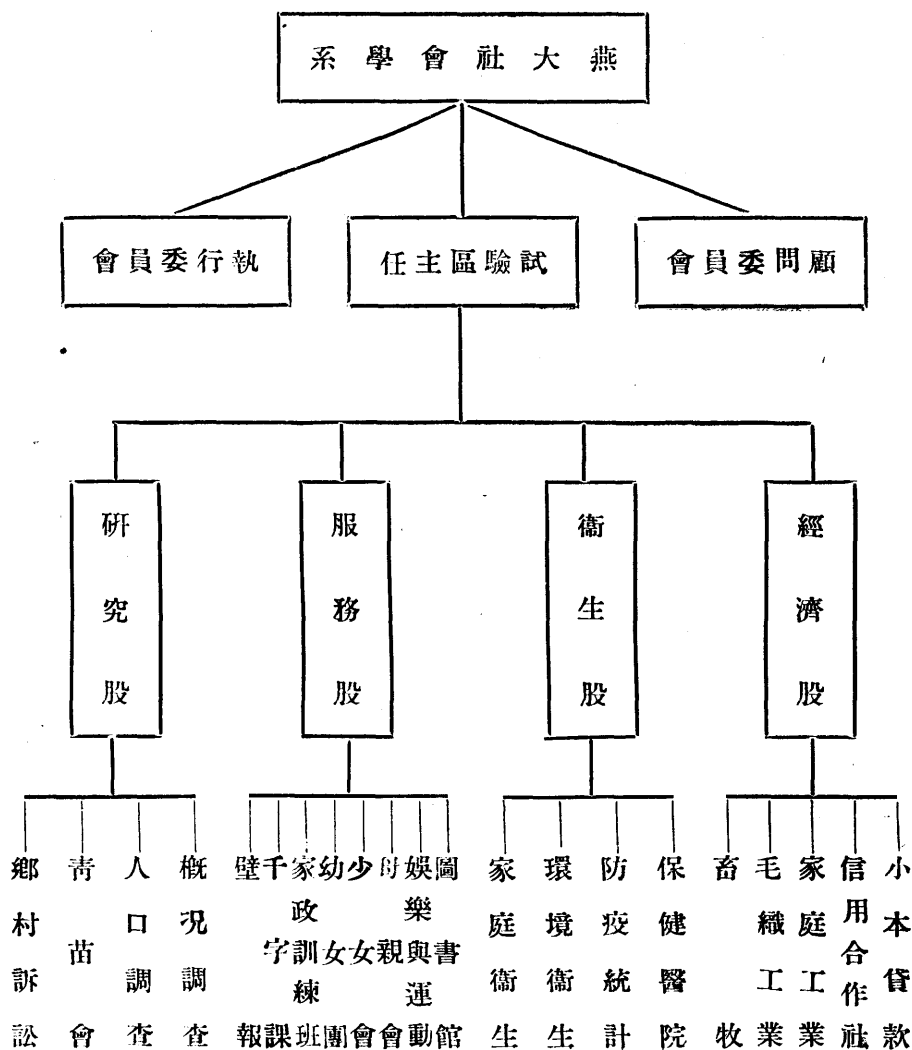 燕大社會學系
顧問委員會
試驗區主任
執行委員會
經濟股
衞生股
服務股
研究股
小本貸款
信用合作社
家庭工業
毛織工業
畜牧
保健醫院
防疫統計
環境衞生
家庭衞生
圖書館
娛樂與運動
母親會
少女會
幼女團
家政訓練班
千字課
壁報
概況調查
人口調查
靑苗會
鄉村訴訟